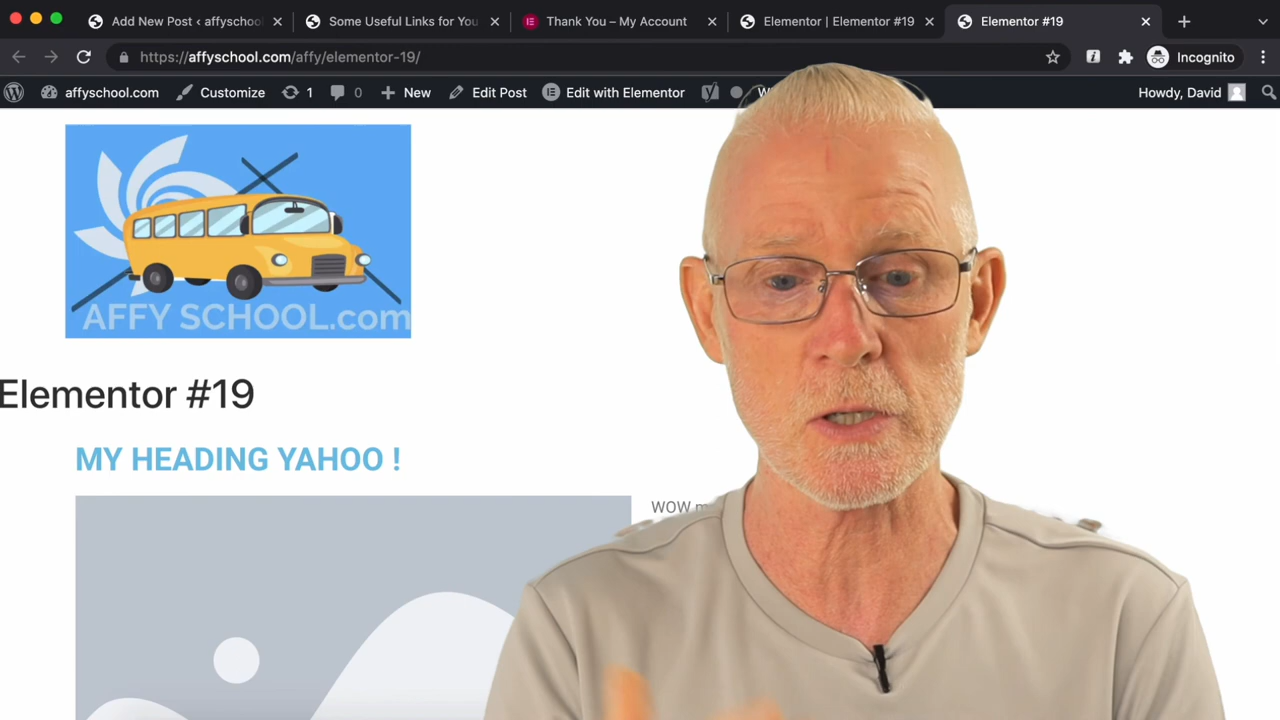 Add New Post ‹ affyschool
Some Useful Links for You
Thank You – My Account
Elementor | Elementor #19
Elementor #19
https://affyschool.com/affy/elementor-19/
Incognito
affyschool.com
Customize
1
0
New
Edit Post
Edit with Elementor
Howdy, David
AFFY SCHOOL.com
Elementor #19
MY HEADING YAHOO !
WOW